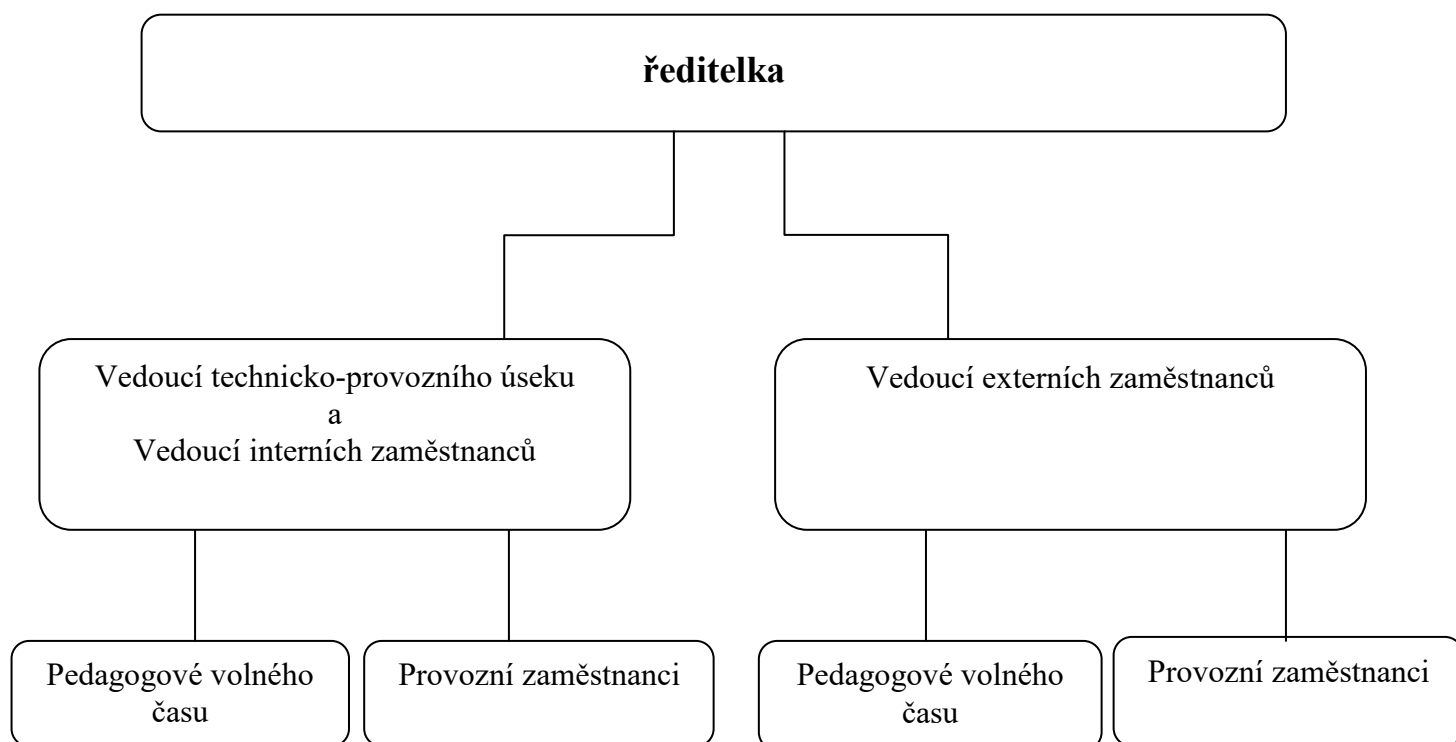 ředitelka
Vedoucí technicko-provozního úseku
a
Vedoucí interních zaměstnanců
Vedoucí externích zaměstnanců
Pedagogové volného
času
Provozní zaměstnanci
Pedagogové volného
času
Provozní zaměstnanci